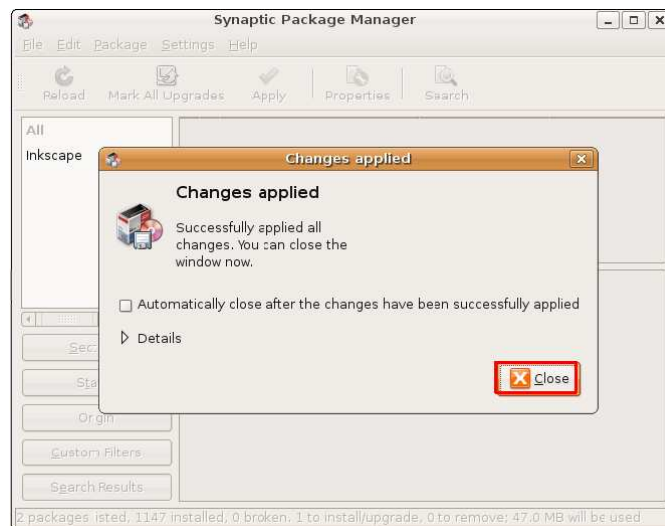 Synaptic Package Manager
File Edit Package Settings Help
Reload Mark All Upgrades Apply Properties Search
All
Inkscape
Changes applied
Changes applied
Successfully applied all
changes. You can close the
window now.
Automatically close after the changes have been successfully applied
Details
Close
Origin
Custom Filters
Search Results
2 packages listed, 1147 installed, 0 broken. 1 to install/upgrade, 0 to remove; 47.0 MB will be used